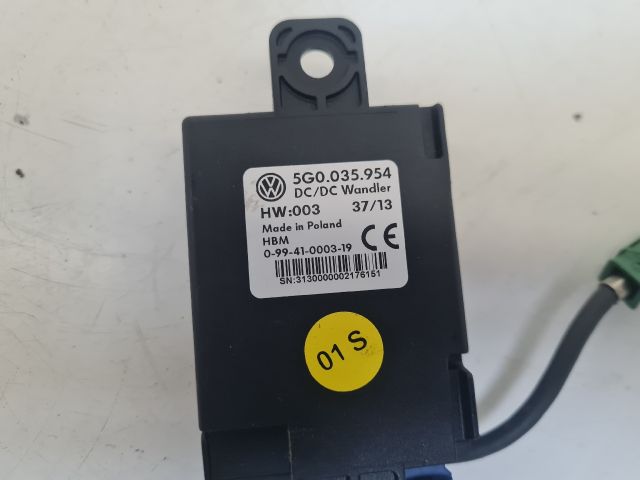 5G0.035.954
DC/DC Wandler
HW:003 37/13
Made in Poland
HBM
0-99-41-0003-19
CE
SN:3130000002176151
01 S